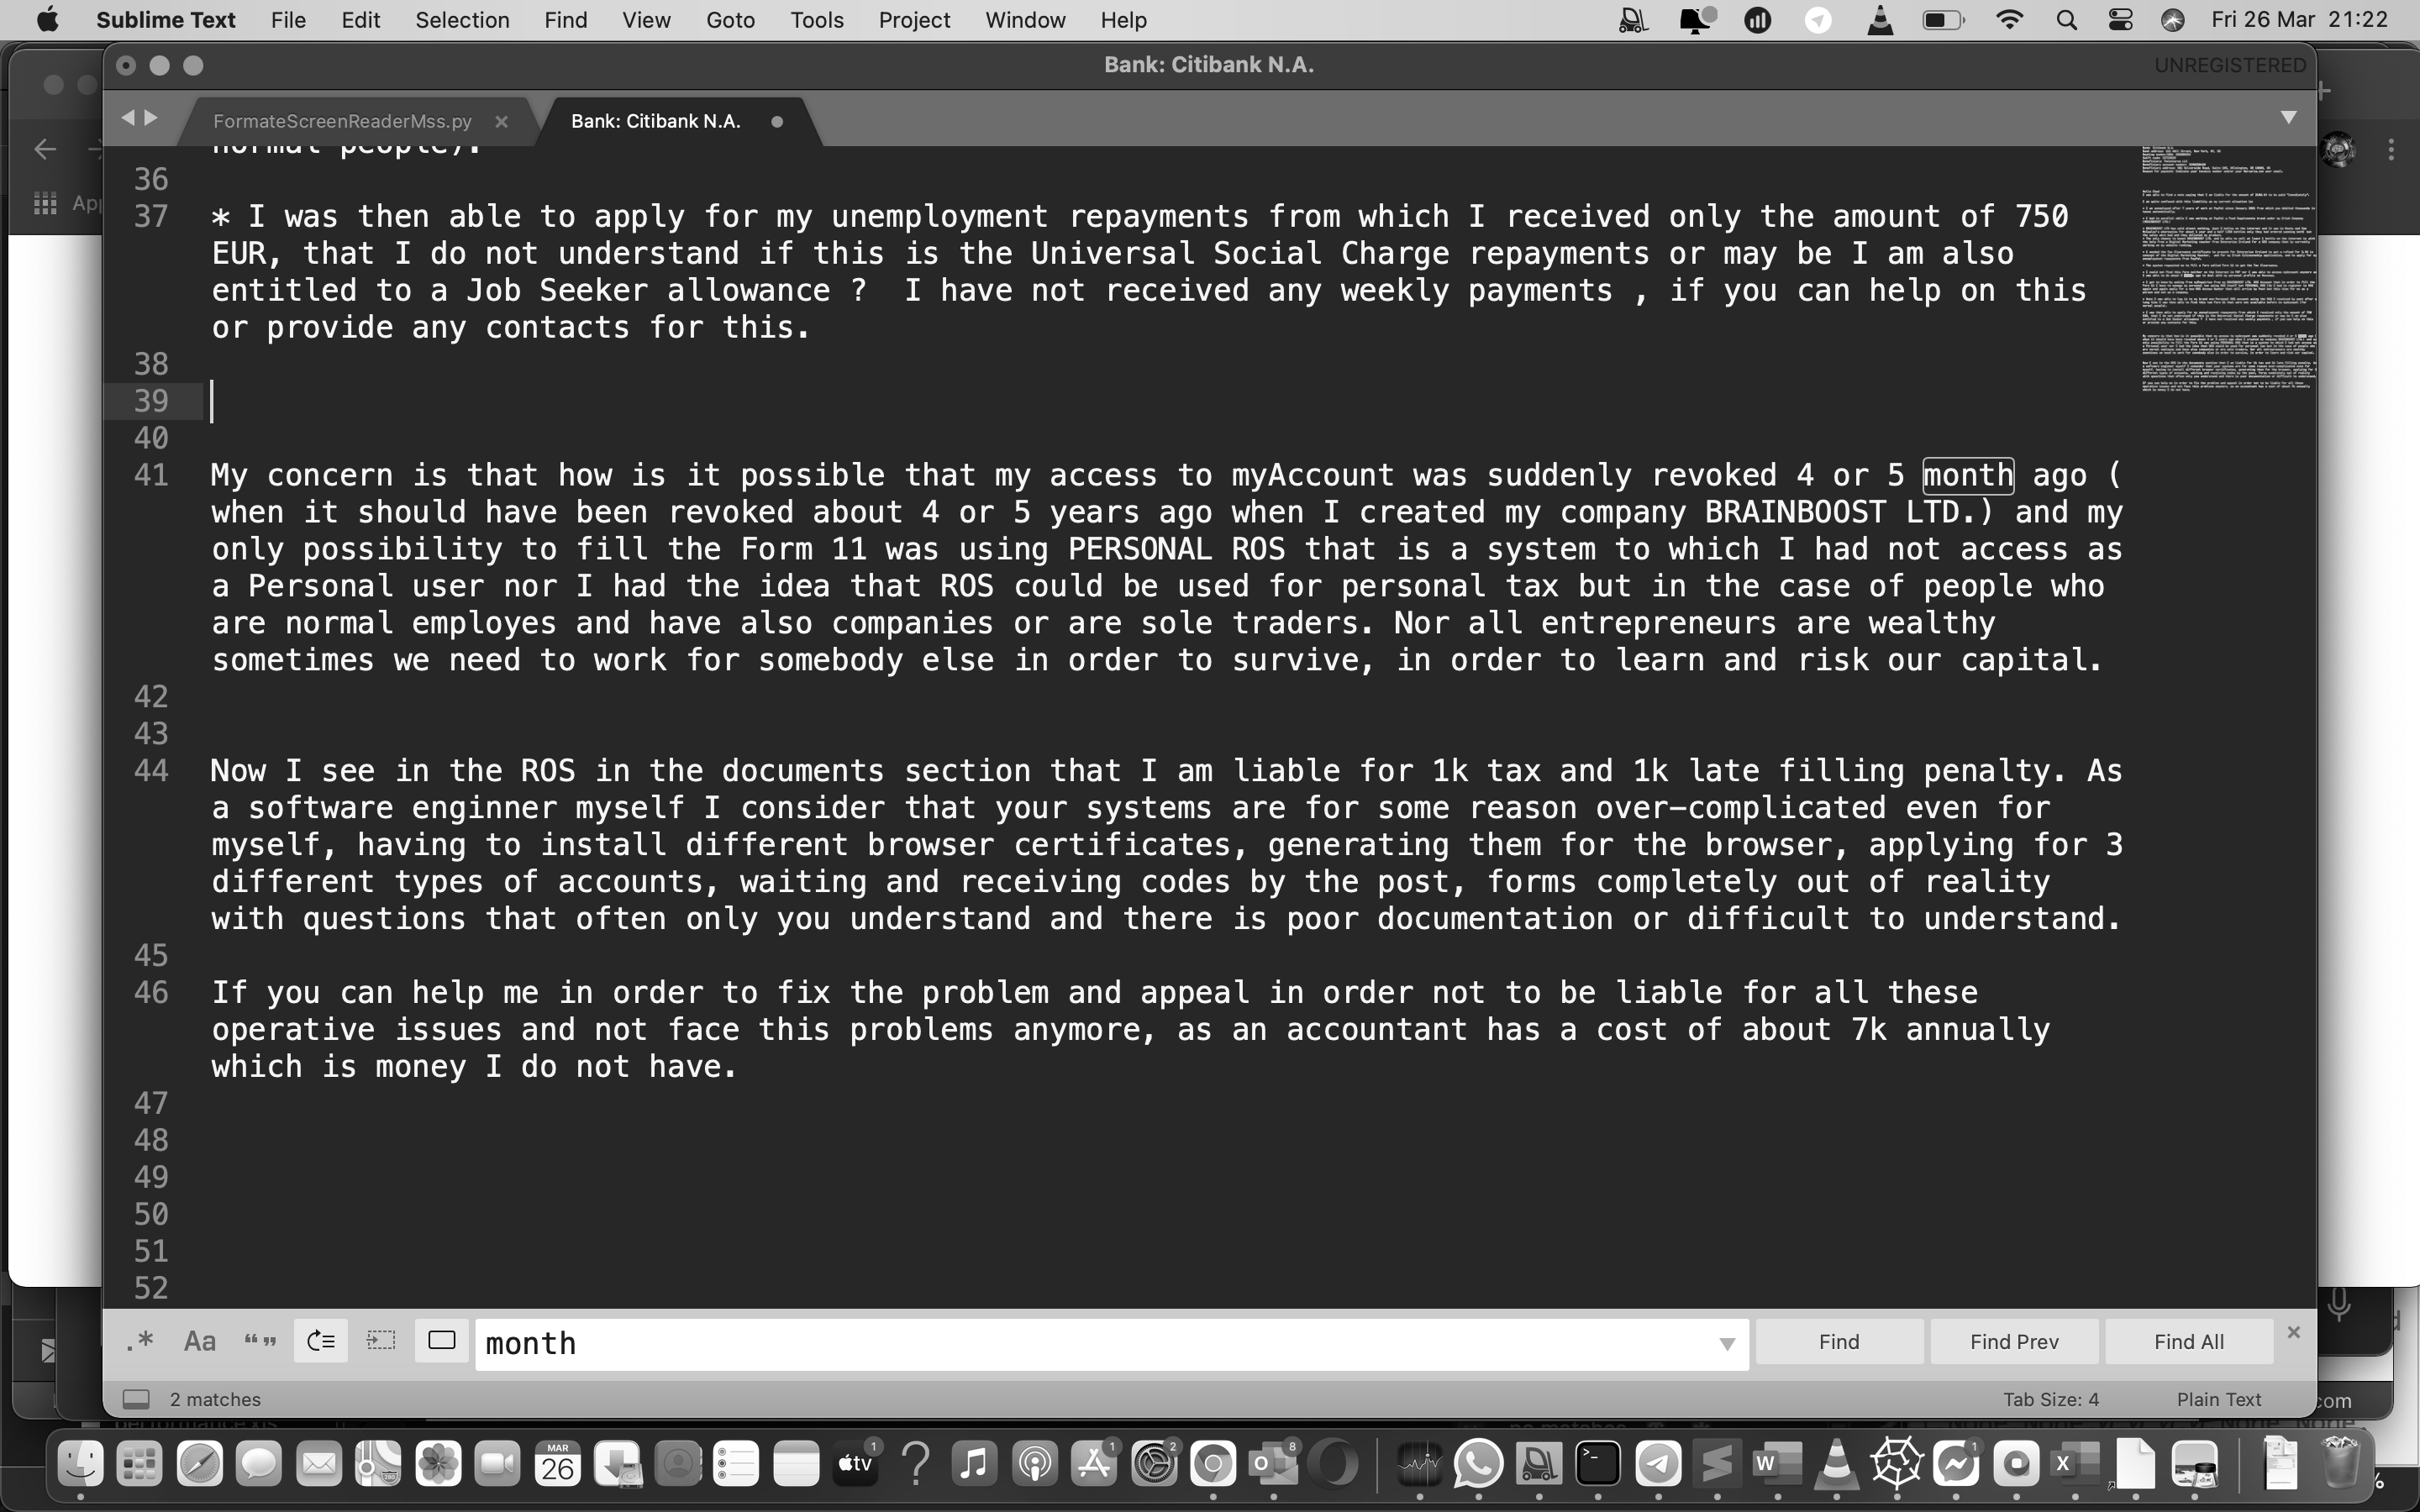 Sublime Text File Edit Selection Find View Goto Tools Project Window Help Fri 26 Mar 21:22
Bank: Citibank N.A. UNREGISTERED
FormateScreenReaderMss.py Bank: Citibank N.A.
normal people).
36
37 * I was then able to apply for my unemployment repayments from which I received only the amount of 750
EUR, that I do not understand if this is the Universal Social Charge repayments or may be I am also
entitled to a Job Seeker allowance ?  I have not received any weekly payments , if you can help on this
or provide any contacts for this.
38
39
40
41 My concern is that how is it possible that my access to myAccount was suddenly revoked 4 or 5 month ago (
when it should have been revoked about 4 or 5 years ago when I created my company BRAINBOOST LTD.) and my
only possibility to fill the Form 11 was using PERSONAL ROS that is a system to which I had not access as
a Personal user nor I had the idea that ROS could be used for personal tax but in the case of people who
are normal employes and have also companies or are sole traders. Nor all entrepreneurs are wealthy
sometimes we need to work for somebody else in order to survive, in order to learn and risk our capital.
42
43
44 Now I see in the ROS in the documents section that I am liable for 1k tax and 1k late filling penalty. As
a software enginner myself I consider that your systems are for some reason over-complicated even for
myself, having to install different browser certificates, generating them for the browser, applying for 3
different types of accounts, waiting and receiving codes by the post, forms completely out of reality
with questions that often only you understand and there is poor documentation or difficult to understand.
45
46 If you can help me in order to fix the problem and appeal in order not to be liable for all these
operative issues and not face this problems anymore, as an accountant has a cost of about 7k annually
which is money I do not have.
47
48
49
50
51
52
.* Aa “ ” month Find Find Prev Find All
2 matches Tab Size: 4 Plain Text
com
MAR
26
tv 1 1 2 8 1